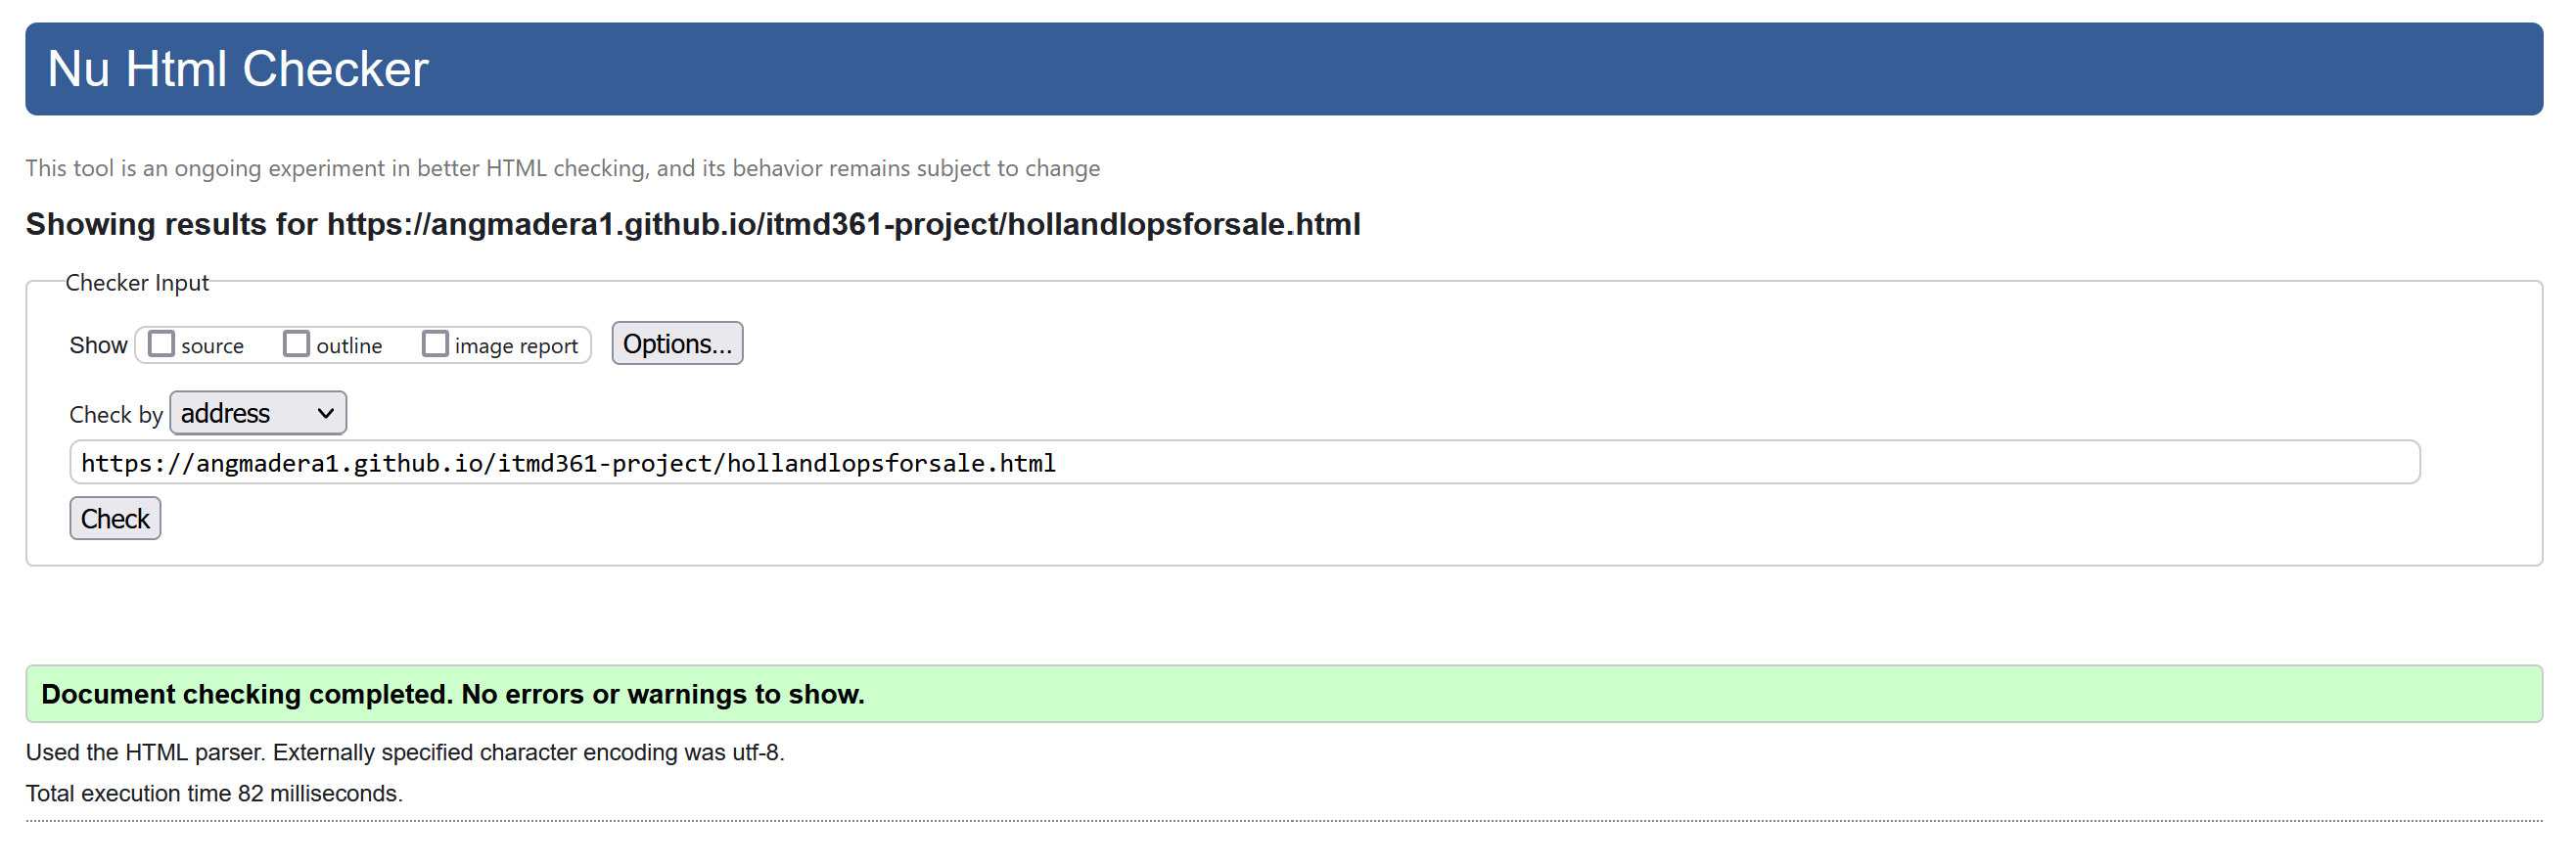 Nu Html Checker
This tool is an ongoing experiment in better HTML checking, and its behavior remains subject to change
Showing results for https://angmadera1.github.io/itmd361-project/hollandlopsforsale.html
Checker Input
Show source outline image report Options...
Check by address
https://angmadera1.github.io/itmd361-project/hollandlopsforsale.html
Check
Document checking completed. No errors or warnings to show.
Used the HTML parser. Externally specified character encoding was utf-8.
Total execution time 82 milliseconds.